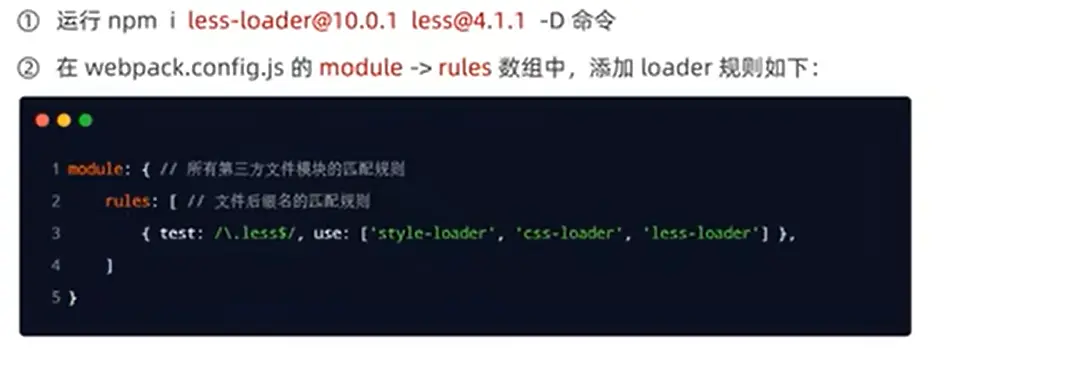 ① 运行 npm i less-loader@10.0.1 less@4.1.1 -D 命令
② 在 webpack.config.js 的 module -> rules 数组中，添加 loader 规则如下：
1 module: { // 所有第三方文件模块的匹配规则
2 rules: [ // 文件后缀名的匹配规则
3 { test: /\.less$/, use: ['style-loader', 'css-loader', 'less-loader'] },
4 ]
5 }